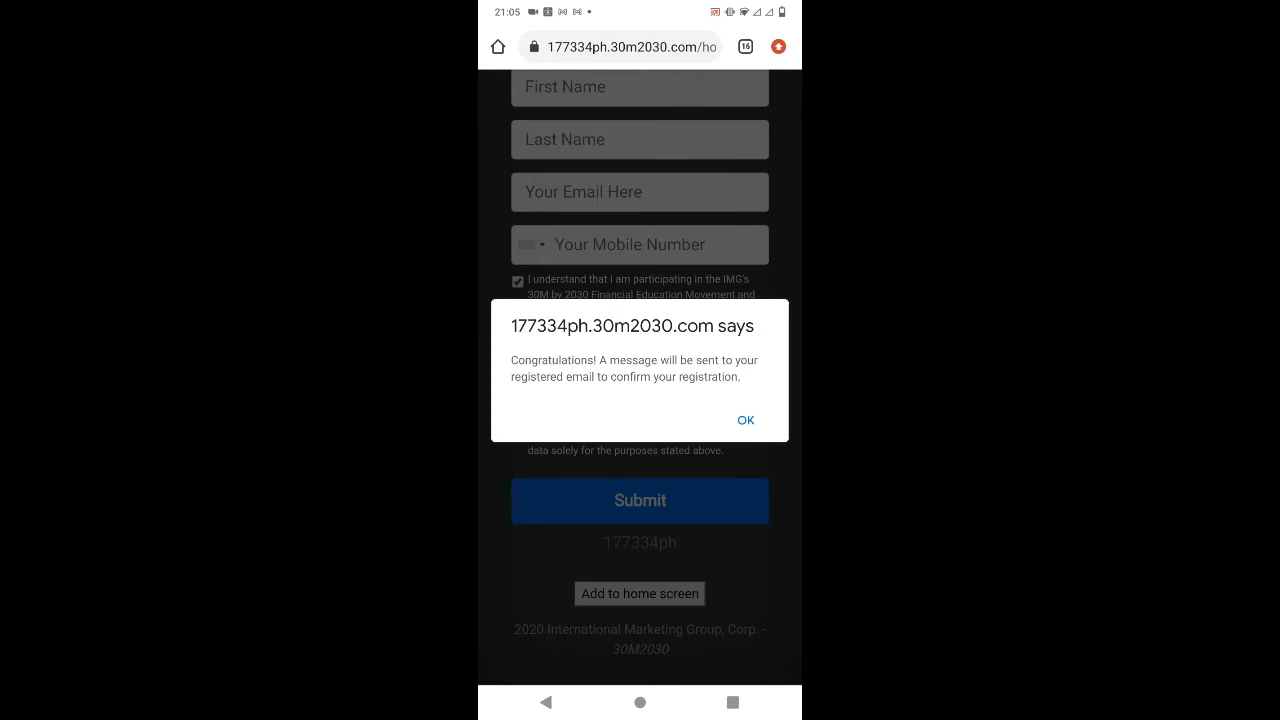 21:05
177334ph.30m2030.com/ho
16
First Name
Last Name
Your Email Here
Your Mobile Number
I understand that I am participating in the IMG's
30M by 2030 Financial Education Movement and
177334ph.30m2030.com says
Congratulations! A message will be sent to your
registered email to confirm your registration.
OK
data solely for the purposes stated above.
Submit
177334ph
Add to home screen
2020 International Marketing Group, Corp. -
30M2030